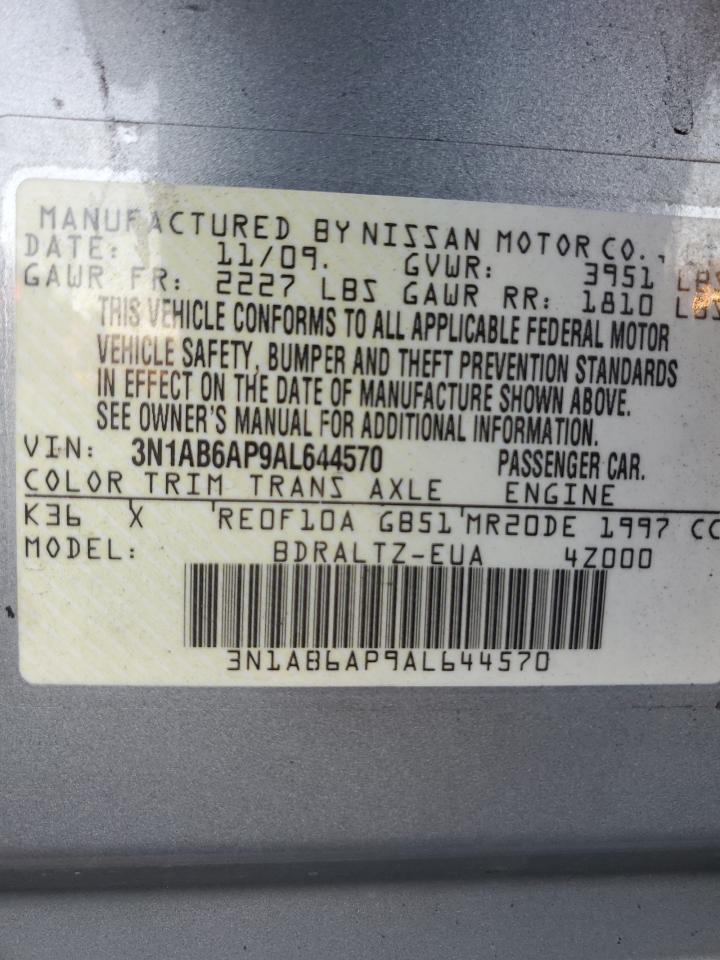 MANUFACTURED BY NISSAN MOTOR CO.,
DATE: 11/09. GVWR: 3951 LBS
GAWR FR: 2227 LBS GAWR RR: 1810 LBS
THIS VEHICLE CONFORMS TO ALL APPLICABLE FEDERAL MOTOR
VEHICLE SAFETY, BUMPER AND THEFT PREVENTION STANDARDS
IN EFFECT ON THE DATE OF MANUFACTURE SHOWN ABOVE.
SEE OWNER'S MANUAL FOR ADDITIONAL INFORMATION.
VIN: 3N1AB6AP9AL644570 PASSENGER CAR.
COLOR TRIM TRANS AXLE ENGINE
K36 X RE0F10A GB51 MR20DE 1997 CC
MODEL: BDRALTZ-EUA 4Z000
3N1AB6AP9AL644570